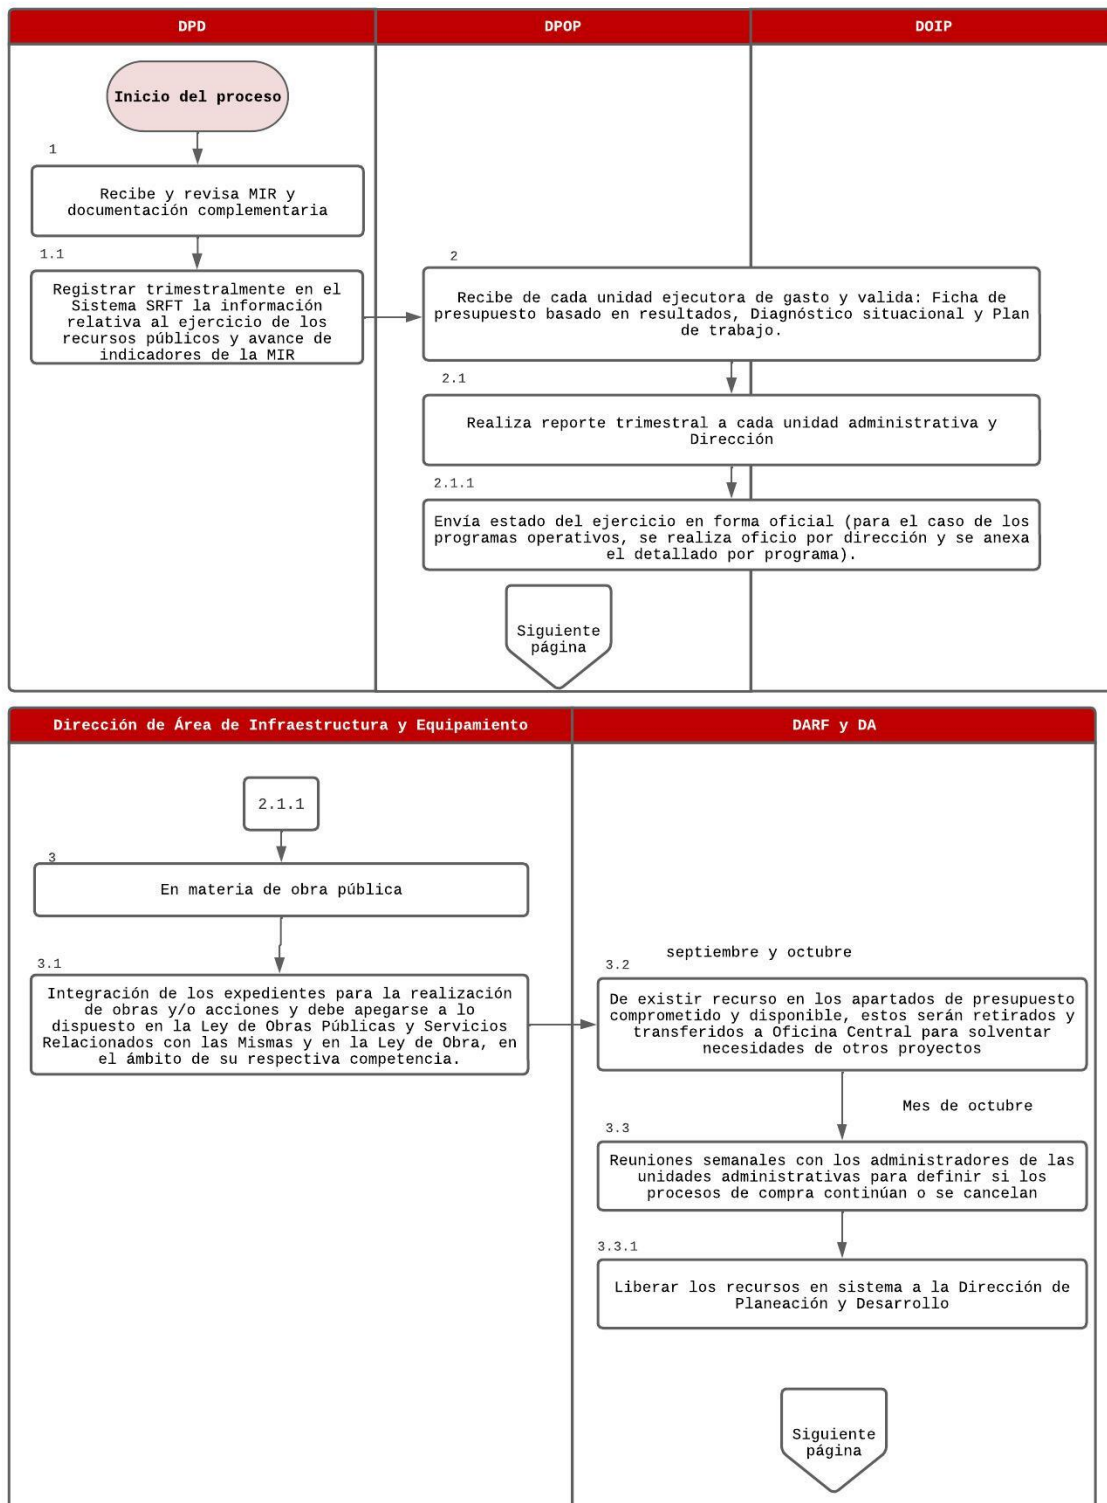 DPD
DPOP
DOIP
Inicio del proceso
1
Recibe y revisa MIR y
documentación complementaria
1.1
Registrar trimestralmente en el
Sistema SRFT la información
relativa al ejercicio de los
recursos públicos y avance de
indicadores de la MIR
2
Recibe de cada unidad ejecutora de gasto y valida: Ficha de
presupuesto basado en resultados, Diagnóstico situacional y Plan
de trabajo.
2.1
Realiza reporte trimestral a cada unidad administrativa y
Dirección
2.1.1
Envía estado del ejercicio en forma oficial (para el caso de los
programas operativos, se realiza oficio por dirección y se anexa
el detallado por programa).
Siguiente
página
Dirección de Área de Infraestructura y Equipamiento
DARF y DA
2.1.1
3
En materia de obra pública
3.1
Integración de los expedientes para la realización
de obras y/o acciones y debe apegarse a lo
dispuesto en la Ley de Obras Públicas y Servicios
Relacionados con las Mismas y en la Ley de Obra, en
el ámbito de su respectiva competencia.
septiembre y octubre
3.2
De existir recurso en los apartados de presupuesto
comprometido y disponible, estos serán retirados y
transferidos a Oficina Central para solventar
necesidades de otros proyectos
Mes de octubre
3.3
Reuniones semanales con los administradores de las
unidades administrativas para definir si los
procesos de compra continúan o se cancelan
3.3.1
Liberar los recursos en sistema a la Dirección de
Planeación y Desarrollo
Siguiente
página